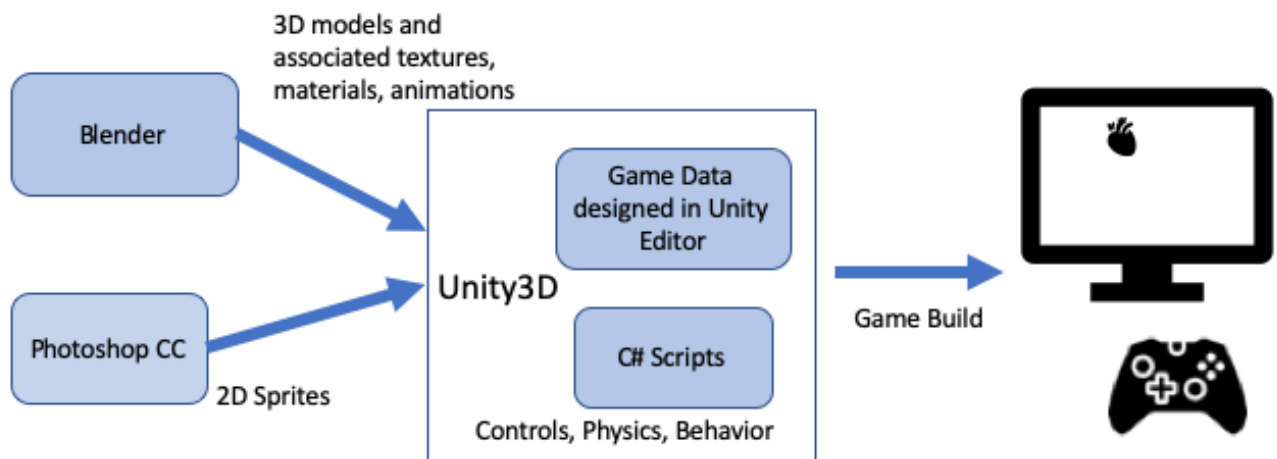 3D models and
associated textures,
materials, animations
Blender
Game Data
designed in Unity
Editor
Unity3D
Game Build
Photoshop CC
C# Scripts
2D Sprites
Controls, Physics, Behavior